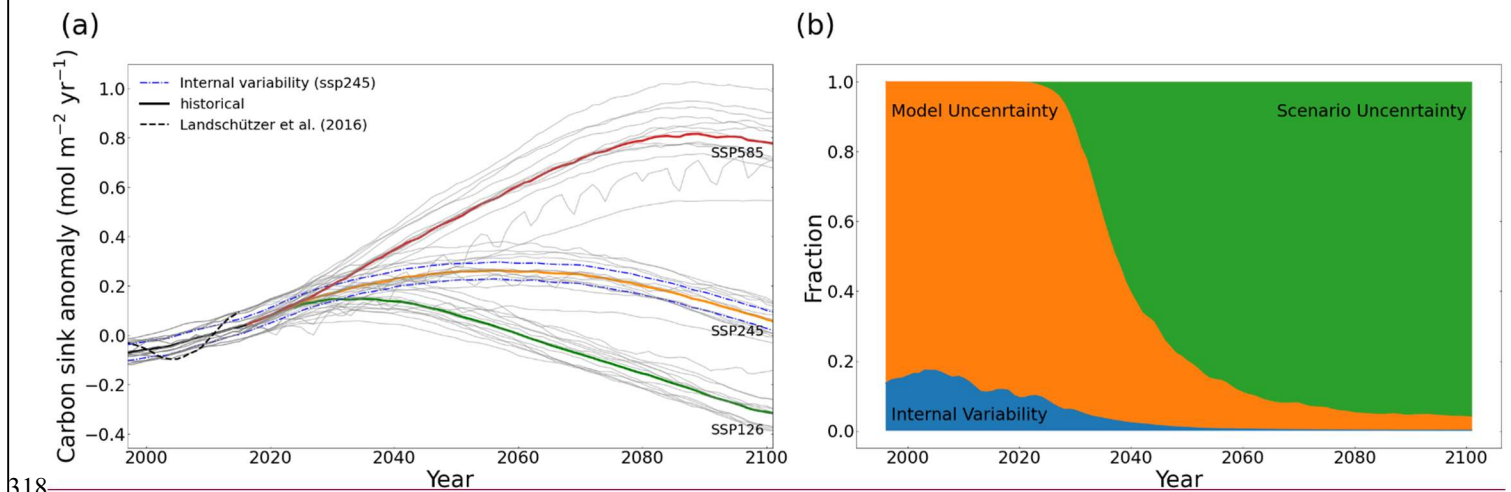 (a)
Carbon sink anomaly (mol m⁻² yr⁻¹)
1.0
0.8
0.6
0.4
0.2
0.0
−0.2
−0.4
Internal variability (ssp245)
historical
Landschützer et al. (2016)
SSP585
SSP245
SSP126
2000 2020 2040 2060 2080 2100
Year
(b)
Fraction
1.0
0.8
0.6
0.4
0.2
0.0
Model Uncenrtainty
Scenario Uncenrtainty
Internal Variability
2000 2020 2040 2060 2080 2100
Year
318